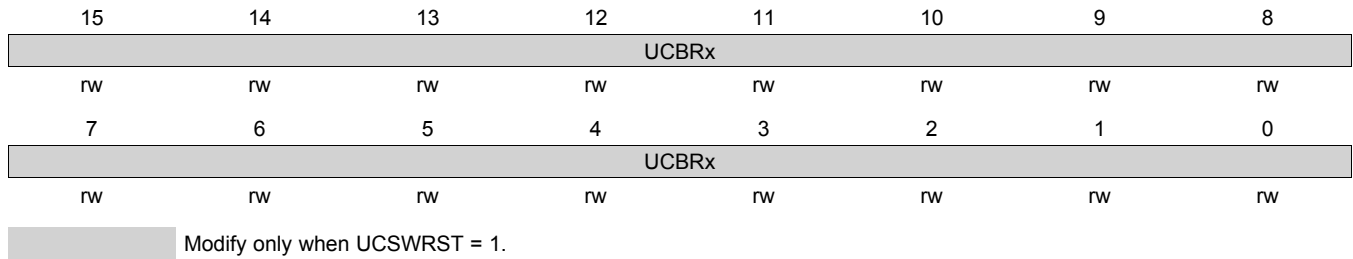 15 14 13 12 11 10 9 8
UCBRx
rw rw rw rw rw rw rw rw
7 6 5 4 3 2 1 0
UCBRx
rw rw rw rw rw rw rw rw
Modify only when UCSWRST = 1.